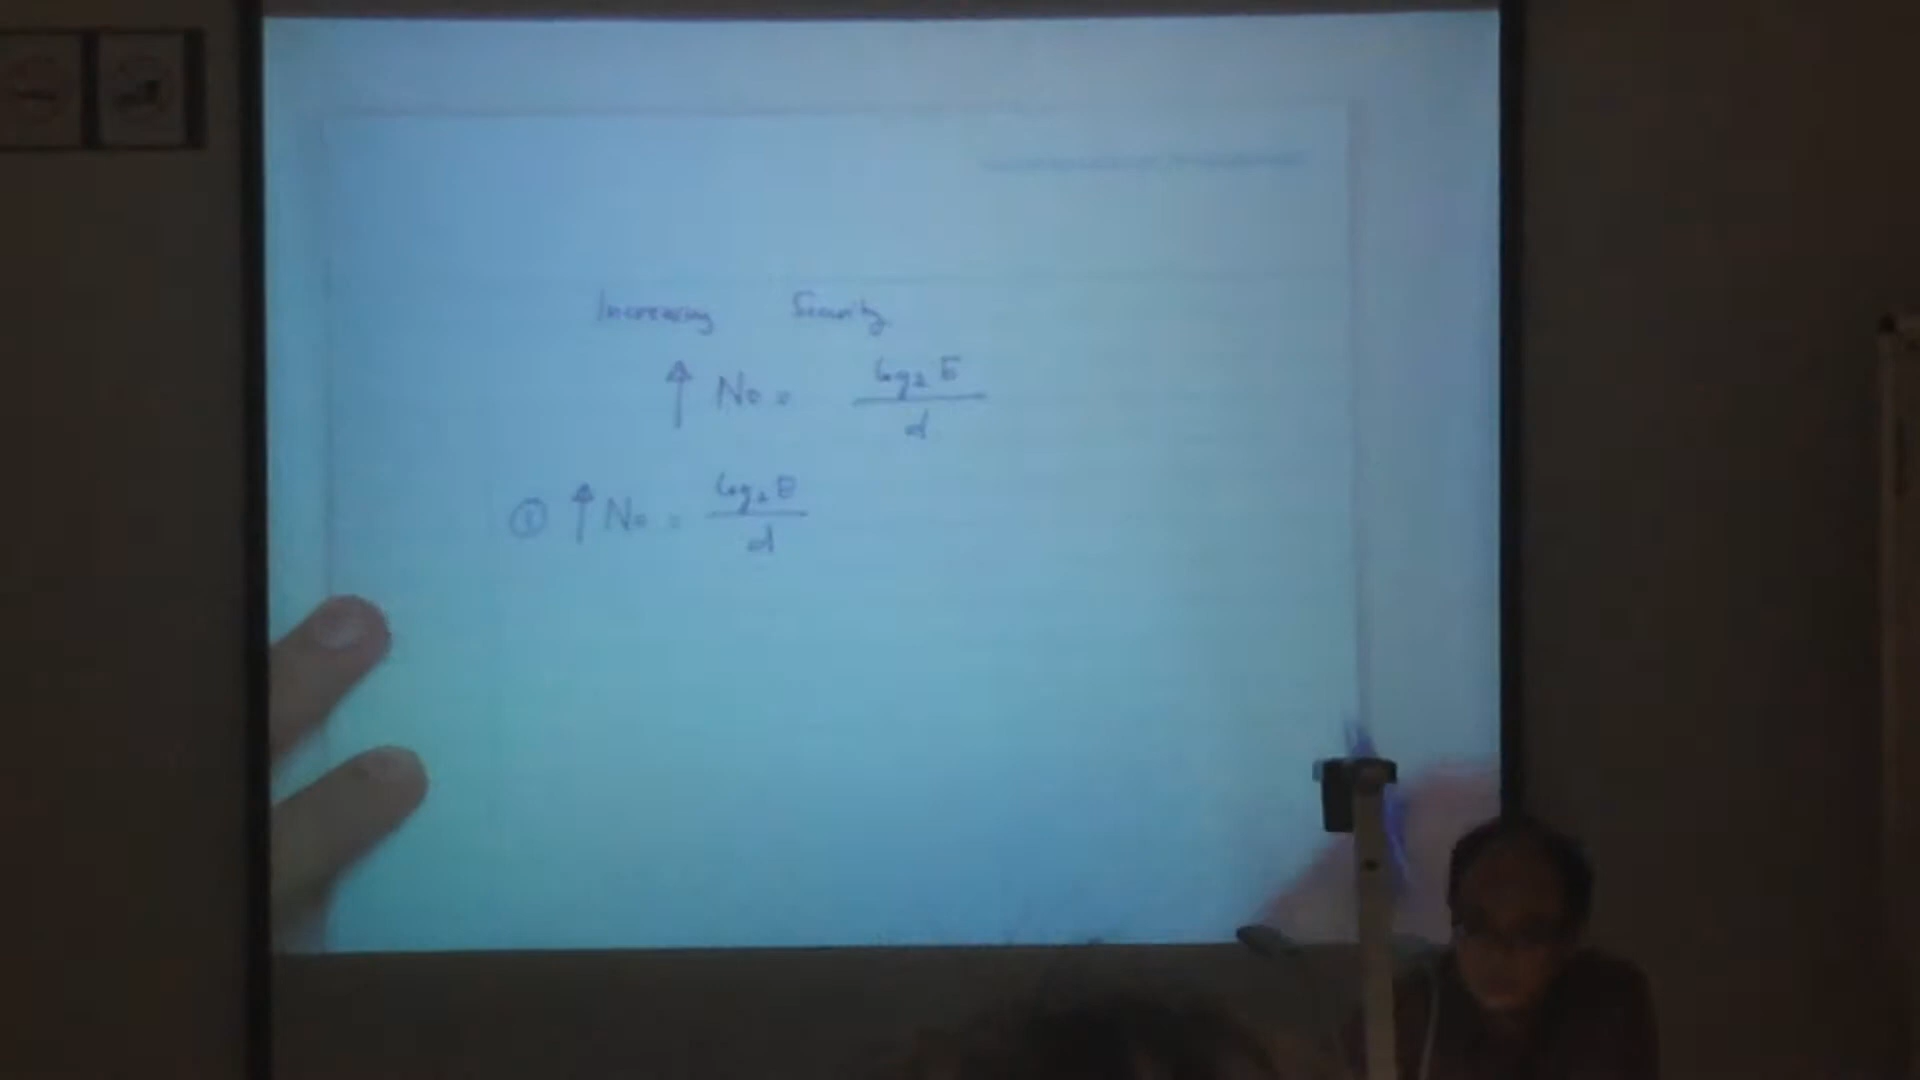 Increasing Security
↑ No = log₂ E / d
① ↑ No = log₂ E / d